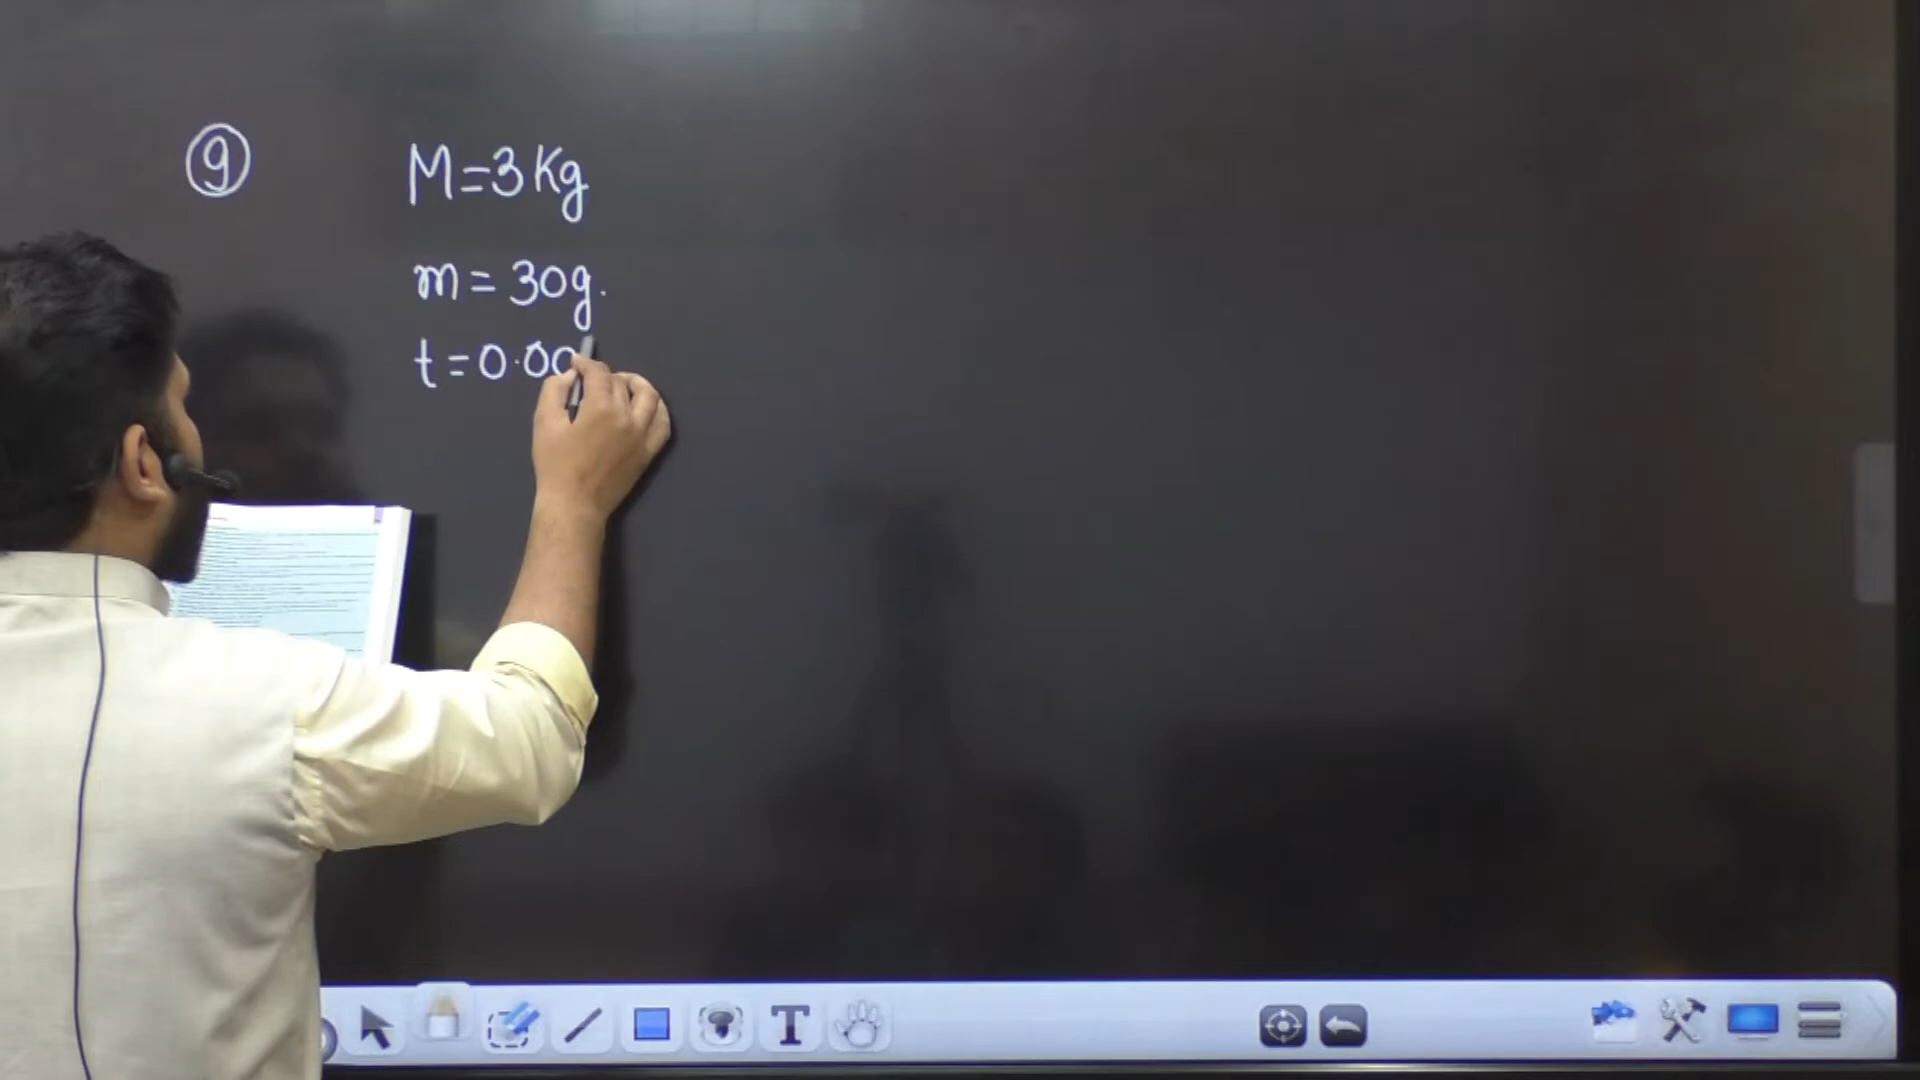 9
M=3Kg
m = 30g.
t = 0.00
T